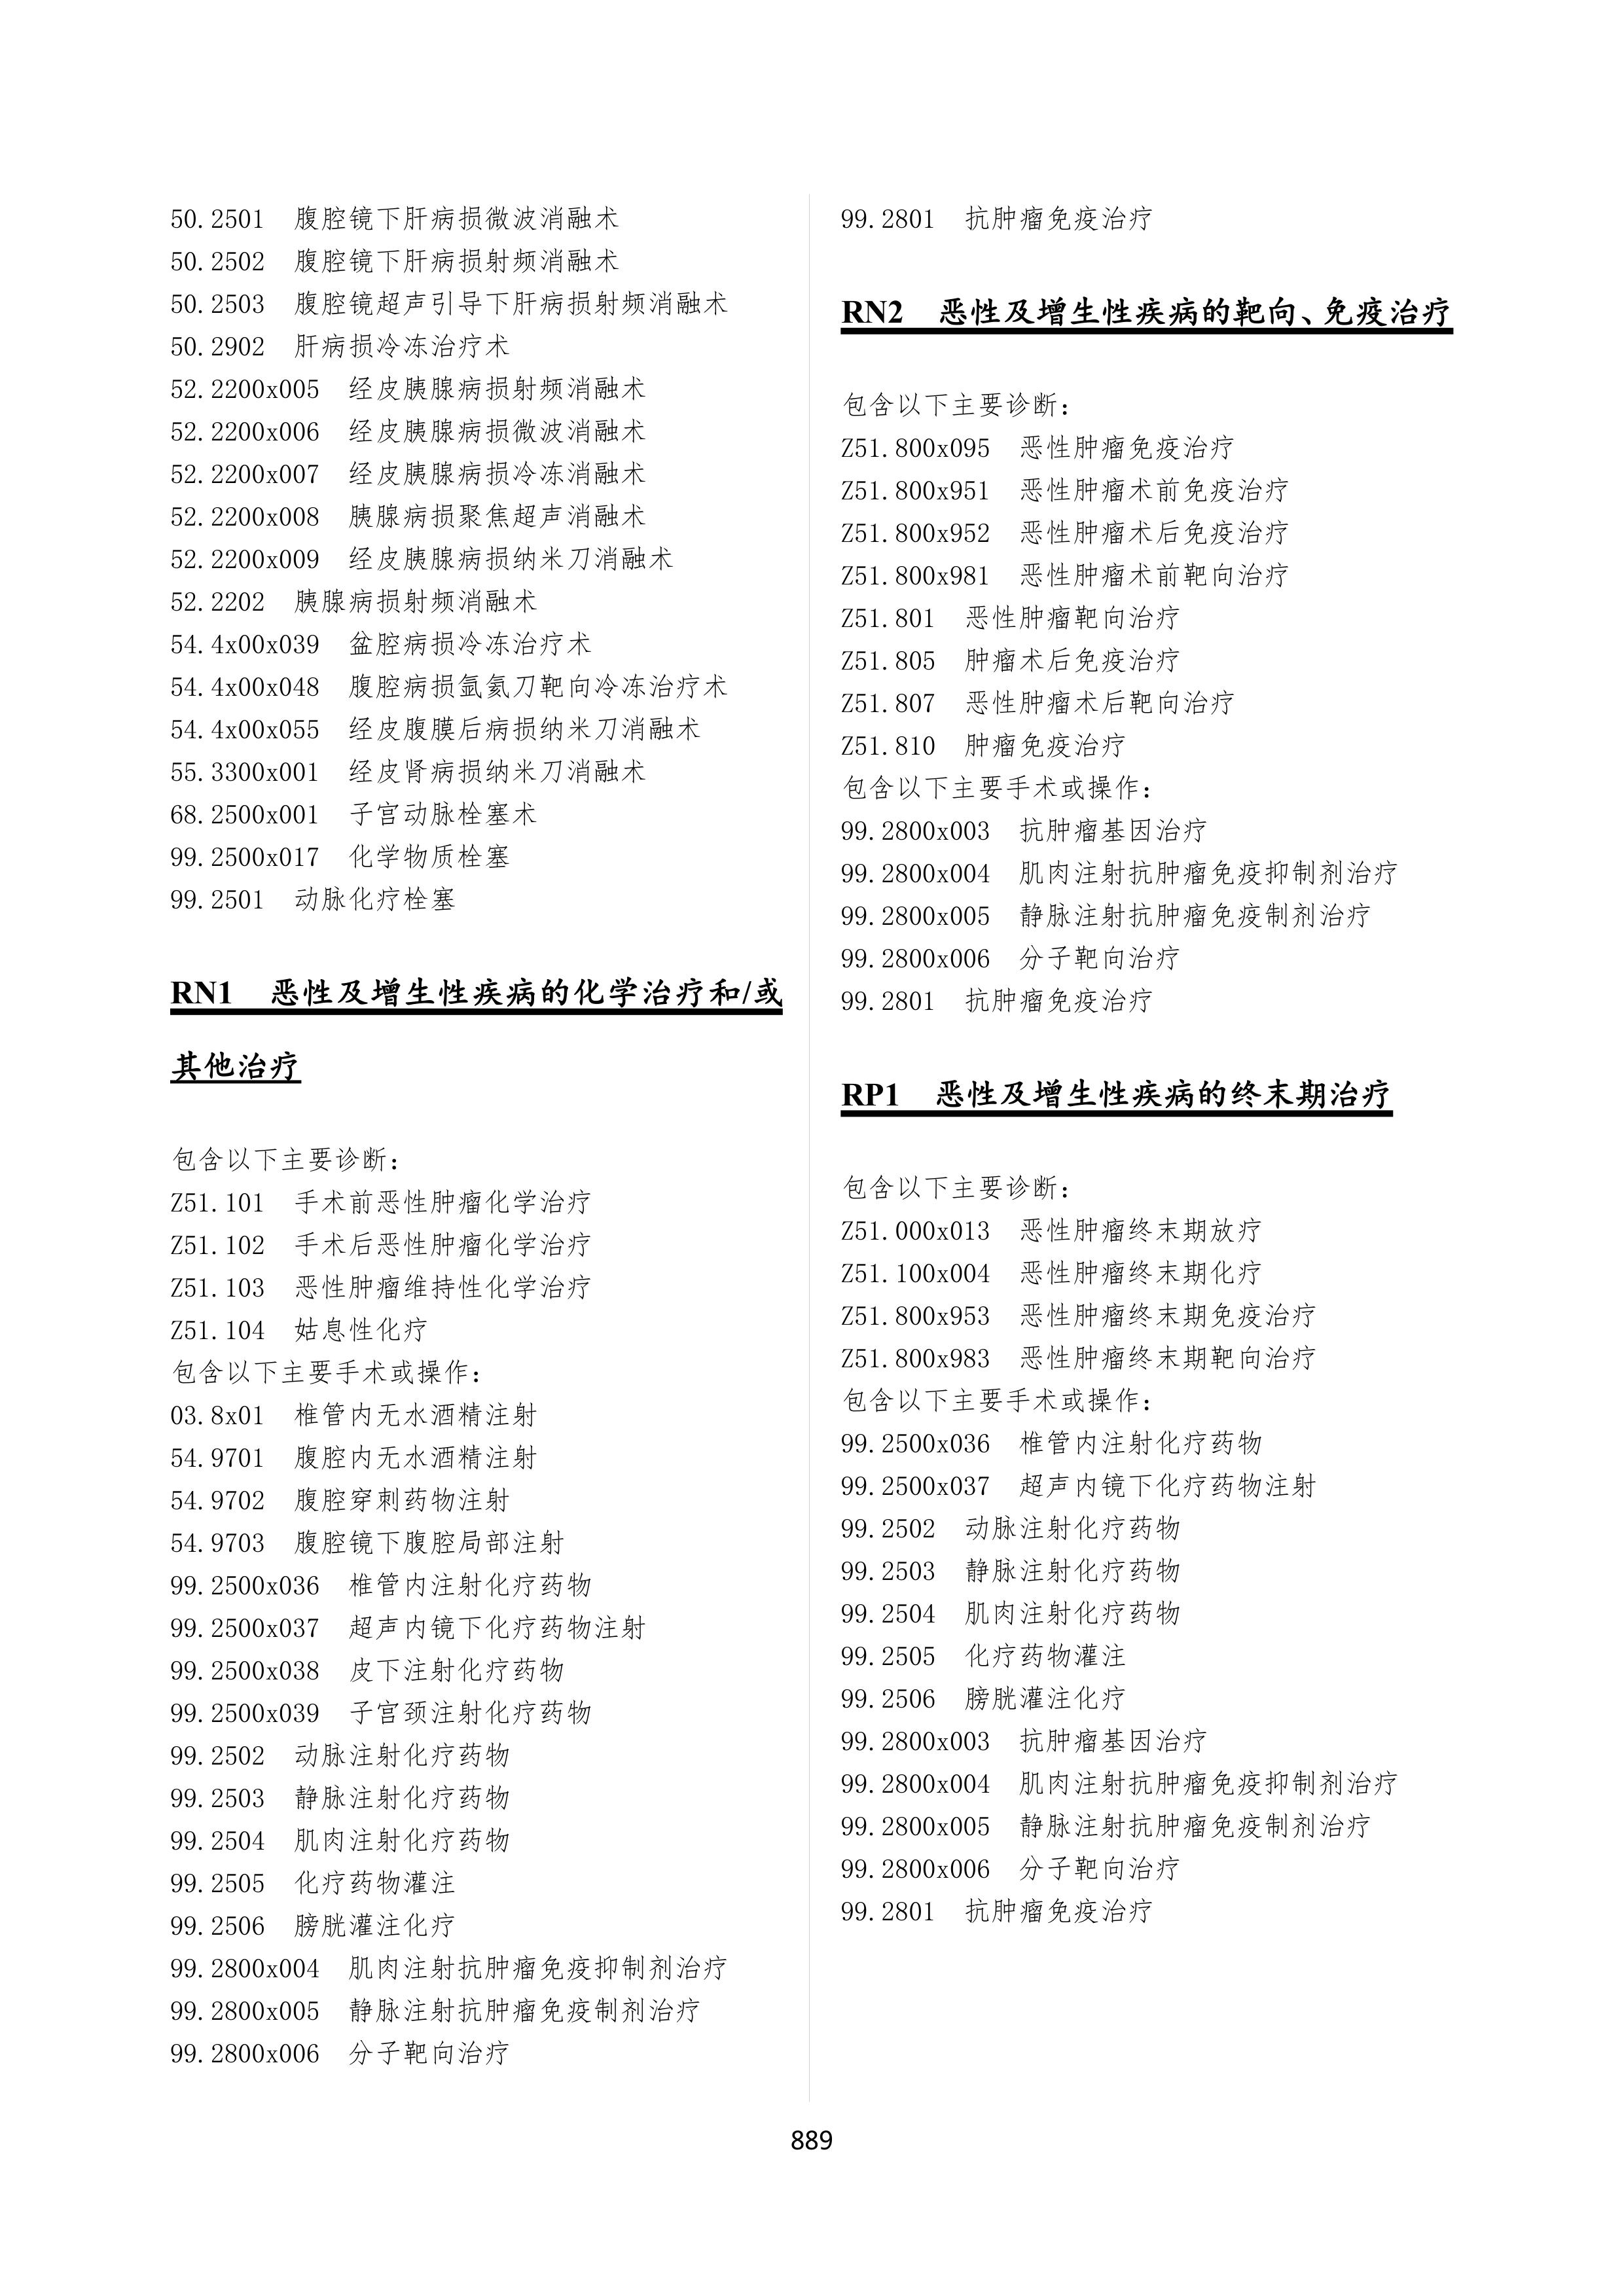 50.2501 腹腔镜下肝病损微波消融术
50.2502 腹腔镜下肝病损射频消融术
50.2503 腹腔镜超声引导下肝病损射频消融术
50.2902 肝病损冷冻治疗术
52.2200x005 经皮胰腺病损射频消融术
52.2200x006 经皮胰腺病损微波消融术
52.2200x007 经皮胰腺病损冷冻消融术
52.2200x008 胰腺病损聚焦超声消融术
52.2200x009 经皮胰腺病损纳米刀消融术
52.2202 胰腺病损射频消融术
54.4x00x039 盆腔病损冷冻治疗术
54.4x00x048 腹腔病损氩氦刀靶向冷冻治疗术
54.4x00x055 经皮腹膜后病损纳米刀消融术
55.3300x001 经皮肾病损纳米刀消融术
68.2500x001 子宫动脉栓塞术
99.2500x017 化学物质栓塞
99.2501 动脉化疗栓塞
RN1 恶性及增生性疾病的化学治疗和/或
其他治疗
包含以下主要诊断：
Z51.101 手术前恶性肿瘤化学治疗
Z51.102 手术后恶性肿瘤化学治疗
Z51.103 恶性肿瘤维持性化学治疗
Z51.104 姑息性化疗
包含以下主要手术或操作：
03.8x01 椎管内无水酒精注射
54.9701 腹腔内无水酒精注射
54.9702 腹腔穿刺药物注射
54.9703 腹腔镜下腹腔局部注射
99.2500x036 椎管内注射化疗药物
99.2500x037 超声内镜下化疗药物注射
99.2500x038 皮下注射化疗药物
99.2500x039 子宫颈注射化疗药物
99.2502 动脉注射化疗药物
99.2503 静脉注射化疗药物
99.2504 肌肉注射化疗药物
99.2505 化疗药物灌注
99.2506 膀胱灌注化疗
99.2800x004 肌肉注射抗肿瘤免疫抑制剂治疗
99.2800x005 静脉注射抗肿瘤免疫制剂治疗
99.2800x006 分子靶向治疗
99.2801 抗肿瘤免疫治疗
RN2 恶性及增生性疾病的靶向、免疫治疗
包含以下主要诊断：
Z51.800x095 恶性肿瘤免疫治疗
Z51.800x951 恶性肿瘤术前免疫治疗
Z51.800x952 恶性肿瘤术后免疫治疗
Z51.800x981 恶性肿瘤术前靶向治疗
Z51.801 恶性肿瘤靶向治疗
Z51.805 肿瘤术后免疫治疗
Z51.807 恶性肿瘤术后靶向治疗
Z51.810 肿瘤免疫治疗
包含以下主要手术或操作：
99.2800x003 抗肿瘤基因治疗
99.2800x004 肌肉注射抗肿瘤免疫抑制剂治疗
99.2800x005 静脉注射抗肿瘤免疫制剂治疗
99.2800x006 分子靶向治疗
99.2801 抗肿瘤免疫治疗
RP1 恶性及增生性疾病的终末期治疗
包含以下主要诊断：
Z51.000x013 恶性肿瘤终末期放疗
Z51.100x004 恶性肿瘤终末期化疗
Z51.800x953 恶性肿瘤终末期免疫治疗
Z51.800x983 恶性肿瘤终末期靶向治疗
包含以下主要手术或操作：
99.2500x036 椎管内注射化疗药物
99.2500x037 超声内镜下化疗药物注射
99.2502 动脉注射化疗药物
99.2503 静脉注射化疗药物
99.2504 肌肉注射化疗药物
99.2505 化疗药物灌注
99.2506 膀胱灌注化疗
99.2800x003 抗肿瘤基因治疗
99.2800x004 肌肉注射抗肿瘤免疫抑制剂治疗
99.2800x005 静脉注射抗肿瘤免疫制剂治疗
99.2800x006 分子靶向治疗
99.2801 抗肿瘤免疫治疗
889